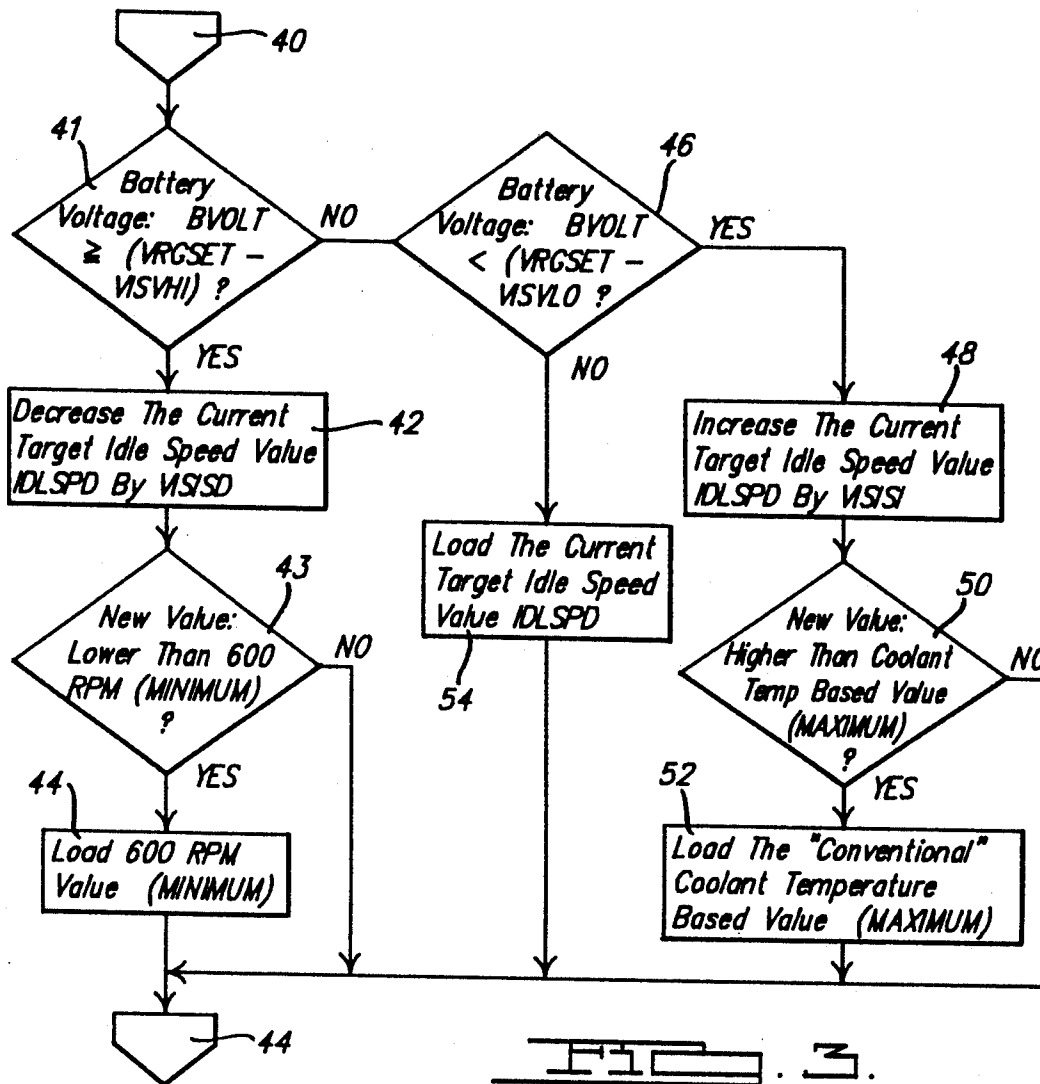 40
41
Battery
Voltage: BVOLT
≧ (VRGSET –
VISVHI) ?
NO
YES
46
Battery
Voltage: BVOLT
< (VRGSET –
VISVLO ?
YES
NO
Decrease The Current
Target Idle Speed Value
IDLSPD By VISISD
42
48
Increase The Current
Target Idle Speed Value
IDLSPD By VISISI
43
New Value:
Lower Than 600
RPM (MINIMUM)
?
NO
YES
Load The Current
Target Idle Speed
Value IDLSPD
54
50
New Value:
Higher Than Coolant
Temp Based Value
(MAXIMUM)
?
NO
YES
44
Load 600 RPM
Value (MINIMUM)
52
Load The "Conventional"
Coolant Temperature
Based Value (MAXIMUM)
44
FIG. 3.